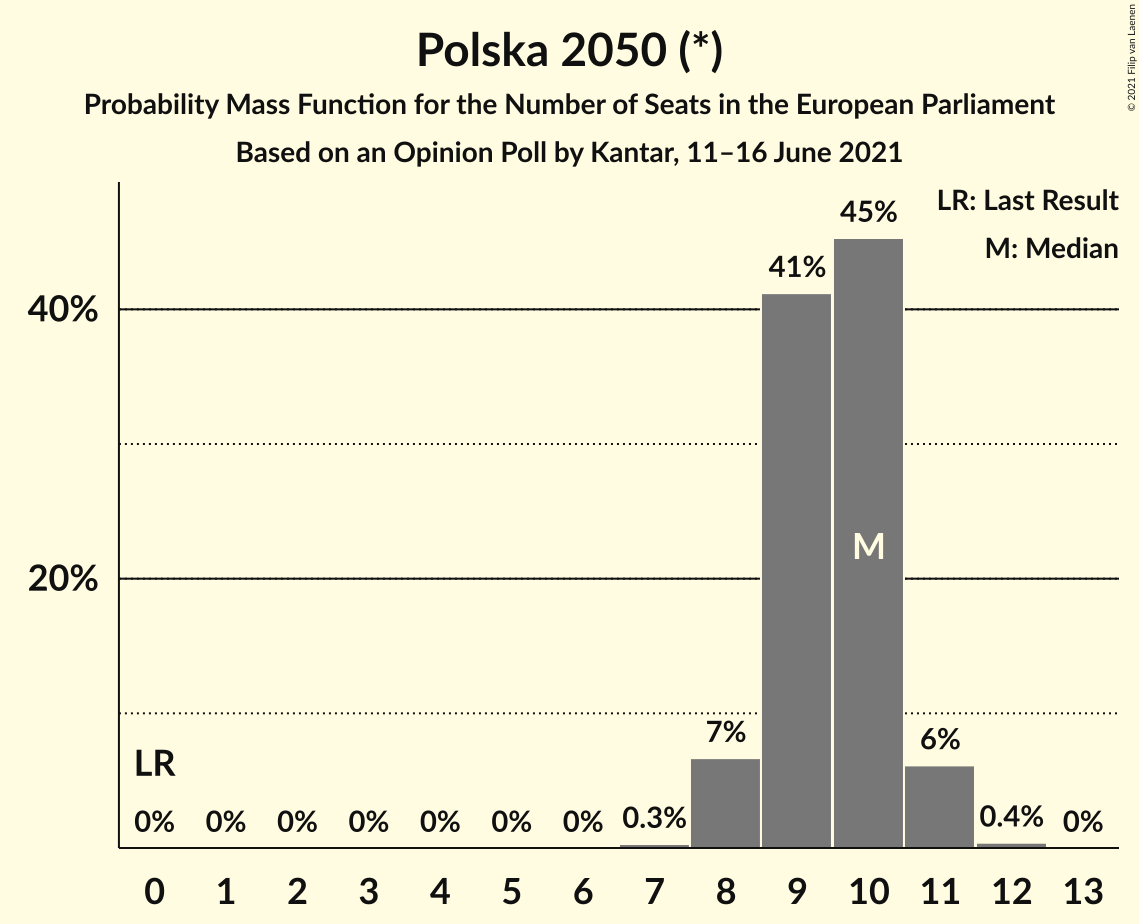 Polska 2050 (*)
Probability Mass Function for the Number of Seats in the European Parliament
Based on an Opinion Poll by Kantar, 11–16 June 2021
© 2021 Filip van Laenen
LR: Last Result
M: Median
40%
20%
LR
0% 0% 0% 0% 0% 0% 0% 0.3% 7% 41% 45% 6% 0.4% 0%
M
0 1 2 3 4 5 6 7 8 9 10 11 12 13